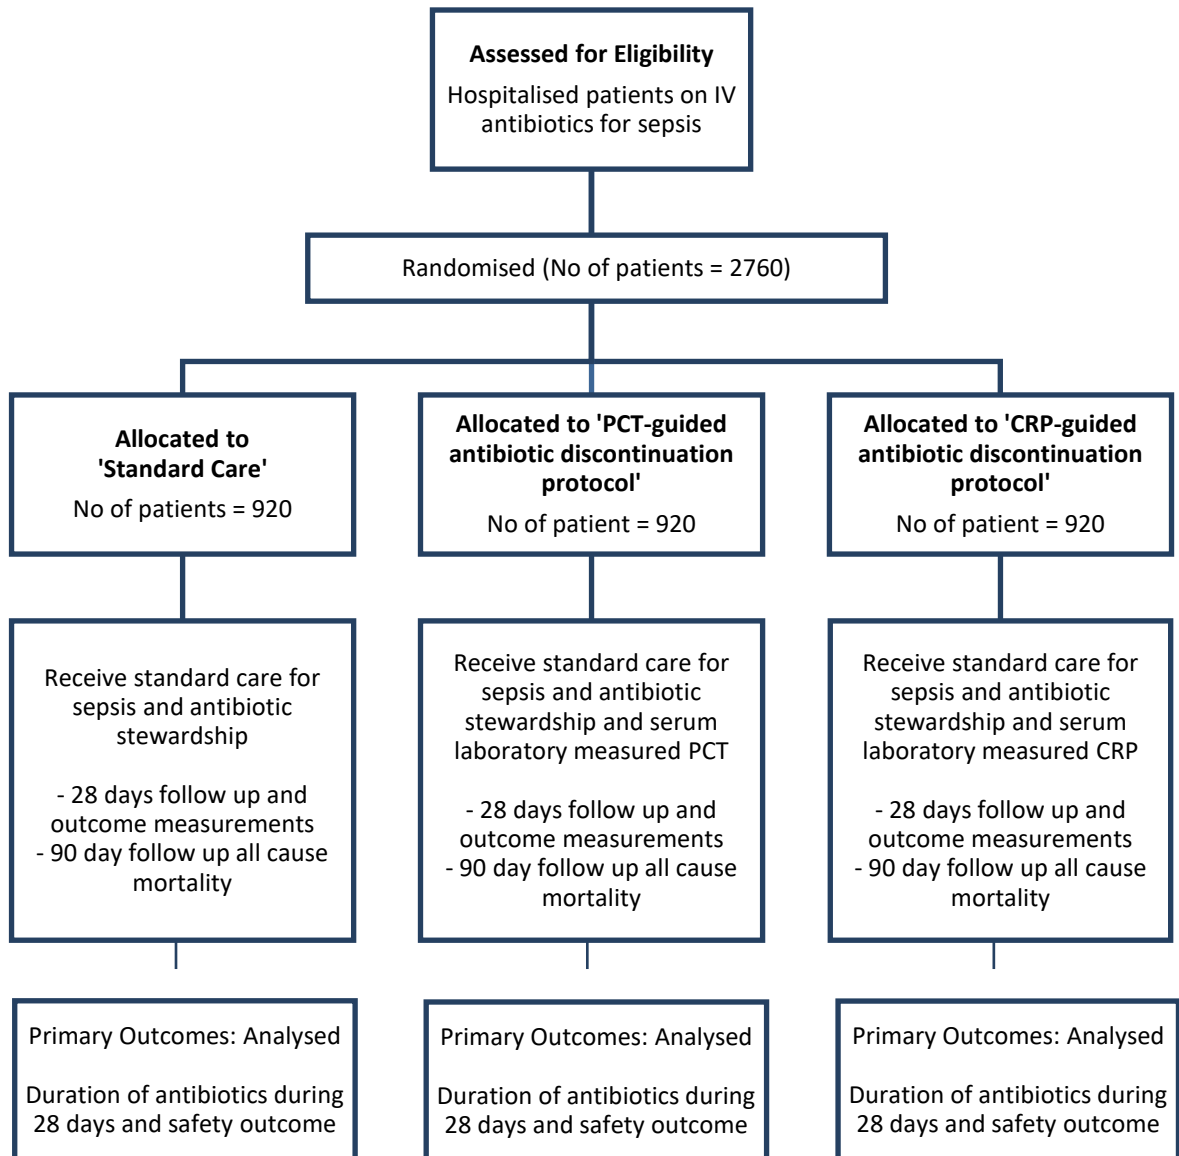 Assessed for Eligibility
Hospitalised patients on IV
antibiotics for sepsis
Randomised (No of patients = 2760)
Allocated to
'Standard Care'
No of patients = 920
Allocated to 'PCT-guided
antibiotic discontinuation
protocol'
No of patient = 920
Allocated to 'CRP-guided
antibiotic discontinuation
protocol'
No of patient = 920
Receive standard care for
sepsis and antibiotic
stewardship
- 28 days follow up and
outcome measurements
- 90 day follow up all cause
mortality
Receive standard care for
sepsis and antibiotic
stewardship and serum
laboratory measured PCT
- 28 days follow up and
outcome measurements
- 90 day follow up all cause
mortality
Receive standard care for
sepsis and antibiotic
stewardship and serum
laboratory measured CRP
- 28 days follow up and
outcome measurements
- 90 day follow up all cause
mortality
Primary Outcomes: Analysed
Duration of antibiotics during
28 days and safety outcome
Primary Outcomes: Analysed
Duration of antibiotics during
28 days and safety outcome
Primary Outcomes: Analysed
Duration of antibiotics during
28 days and safety outcome